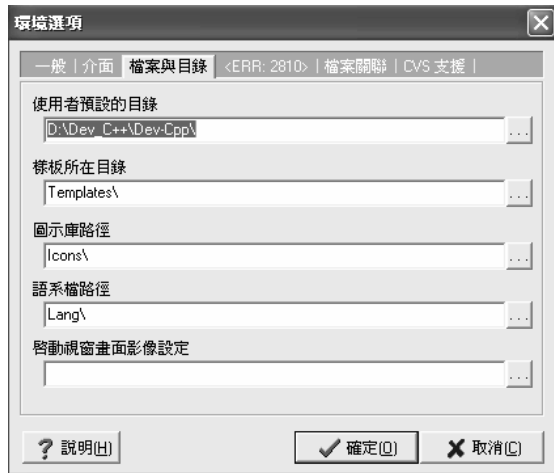 環境選項
一般 | 介面 檔案與目錄 <ERR: 2810> | 檔案關聯 | CVS 支援 |
使用者預設的目錄
D:\Dev_C++\Dev-Cpp\
...
樣板所在目錄
Templates\
...
圖示庫路徑
Icons\
...
語系檔路徑
Lang\
...
啓動視窗畫面影像設定
...
? 說明(H) 確定(O) 取消(C)